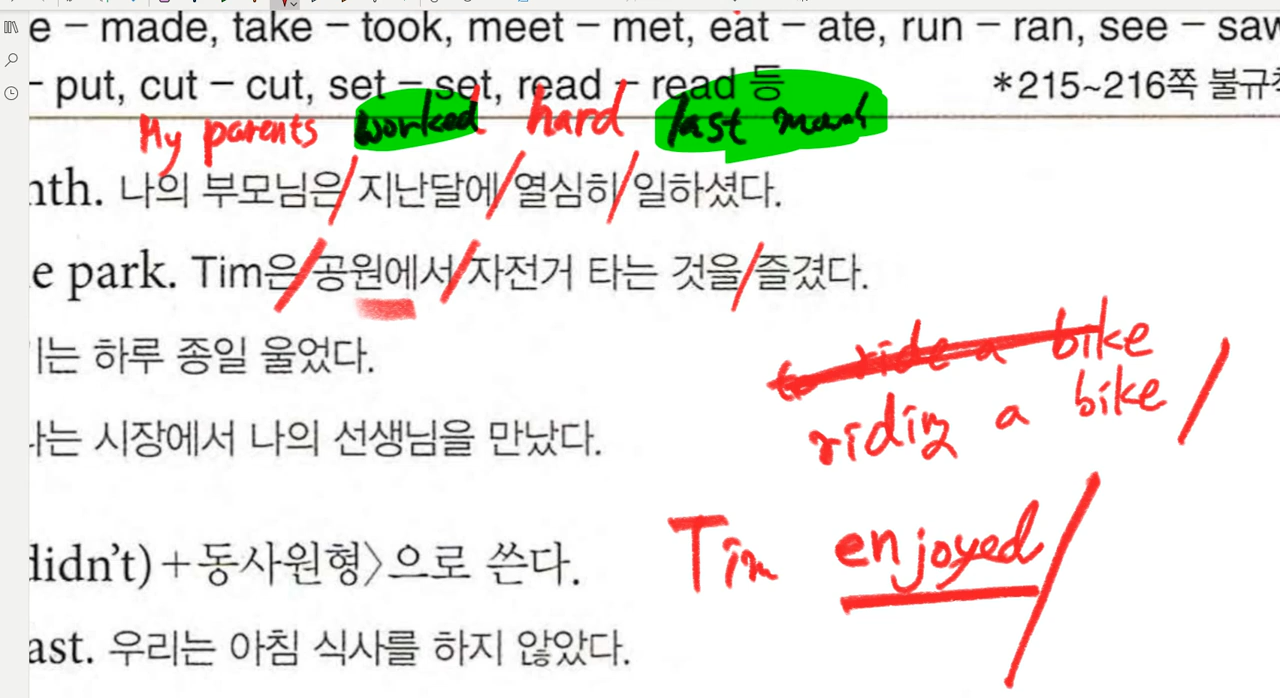 e – made, take – took, meet – met, eat – ate, run – ran, see – saw
– put, cut – cut, set – set, read – read 등 *215~216쪽 불규칙
My parents worked hard last
nth. 나의 부모님은 / 지난달에 / 열심히 / 일하셨다.
e park. Tim은 / 공원에서 / 자전거 타는 것을 / 즐겼다.
는 하루 종일 울었다.
to ride a bike
riding a bike /
나는 시장에서 나의 선생님을 만났다.
Tim enjoyed /
didn't) + 동사원형〉으로 쓴다.
ast. 우리는 아침 식사를 하지 않았다.